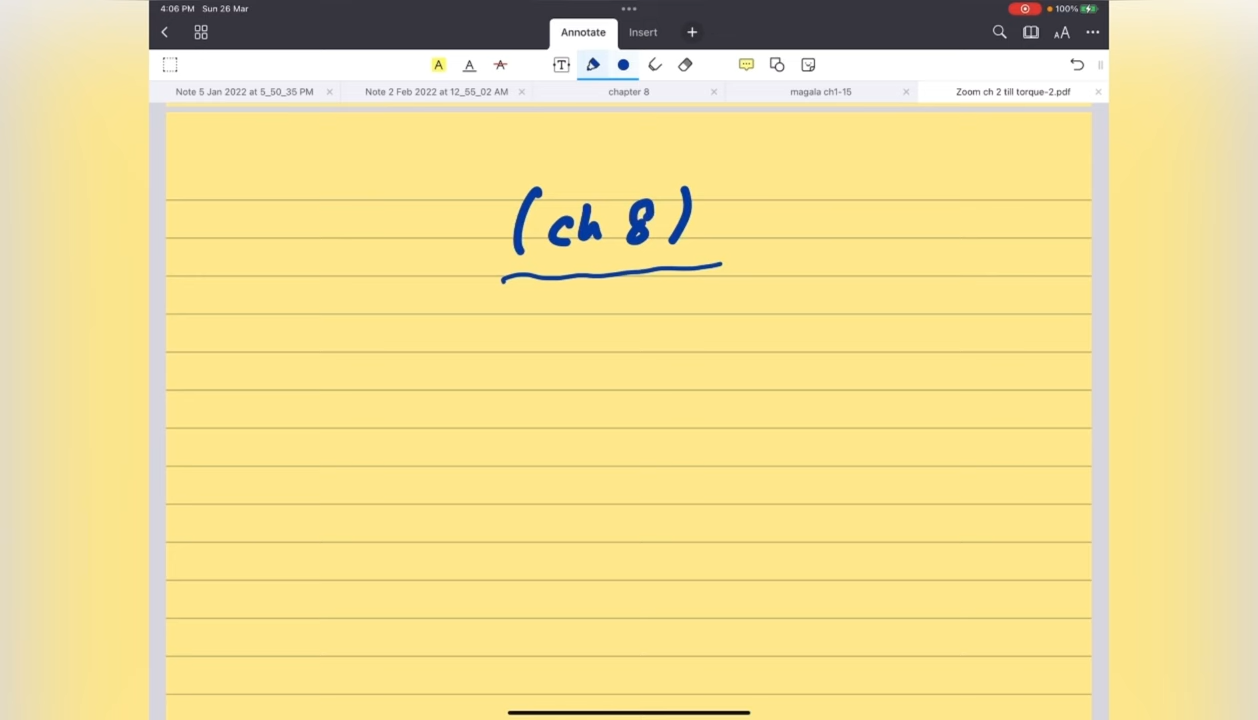 4:06 PM Sun 26 Mar
100%
Annotate Insert
A A A T AA
Note 5 Jan 2022 at 5_50_35 PM
Note 2 Feb 2022 at 12_55_02 AM
chapter 8
magala ch1-15
Zoom ch 2 till torque-2.pdf
(ch 8)